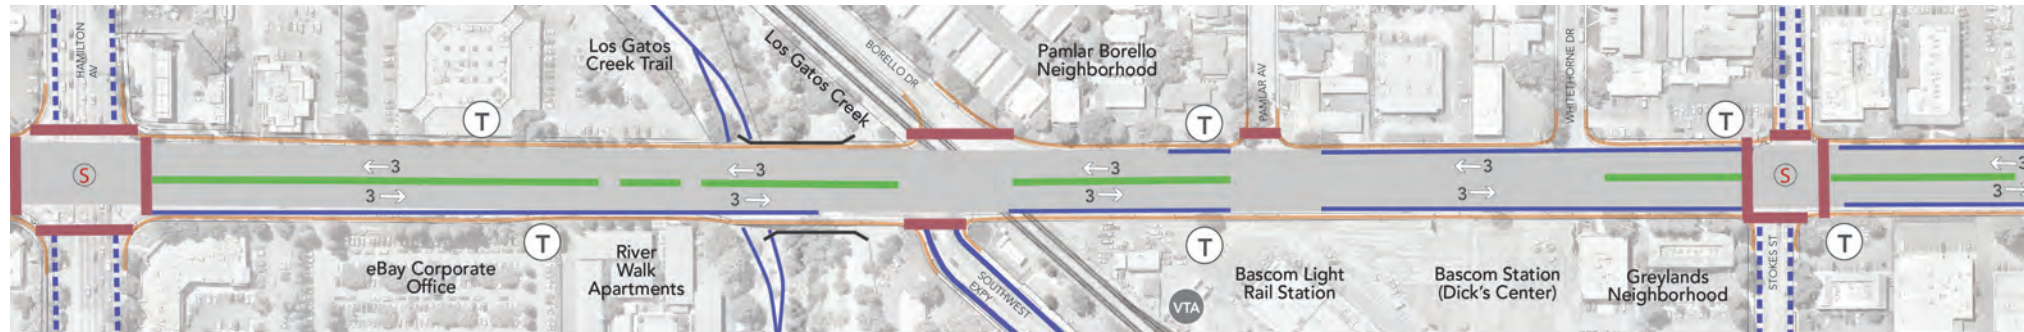 HAMILTON
AV
Los Gatos
Creek Trail
Los Gatos Creek
BORELLO DR
Pamlar Borello
Neighborhood
PAMLAR AV
WHITETHORNE DR
T
T
T
S
3
3
3
3
3
3
3
3
3
3
S
3
3
T
T
T
eBay Corporate
Office
River
Walk
Apartments
SOUTHWEST
EXPY
VTA
Bascom Light
Rail Station
Bascom Station
(Dick's Center)
Greylands
Neighborhood
STOKES ST